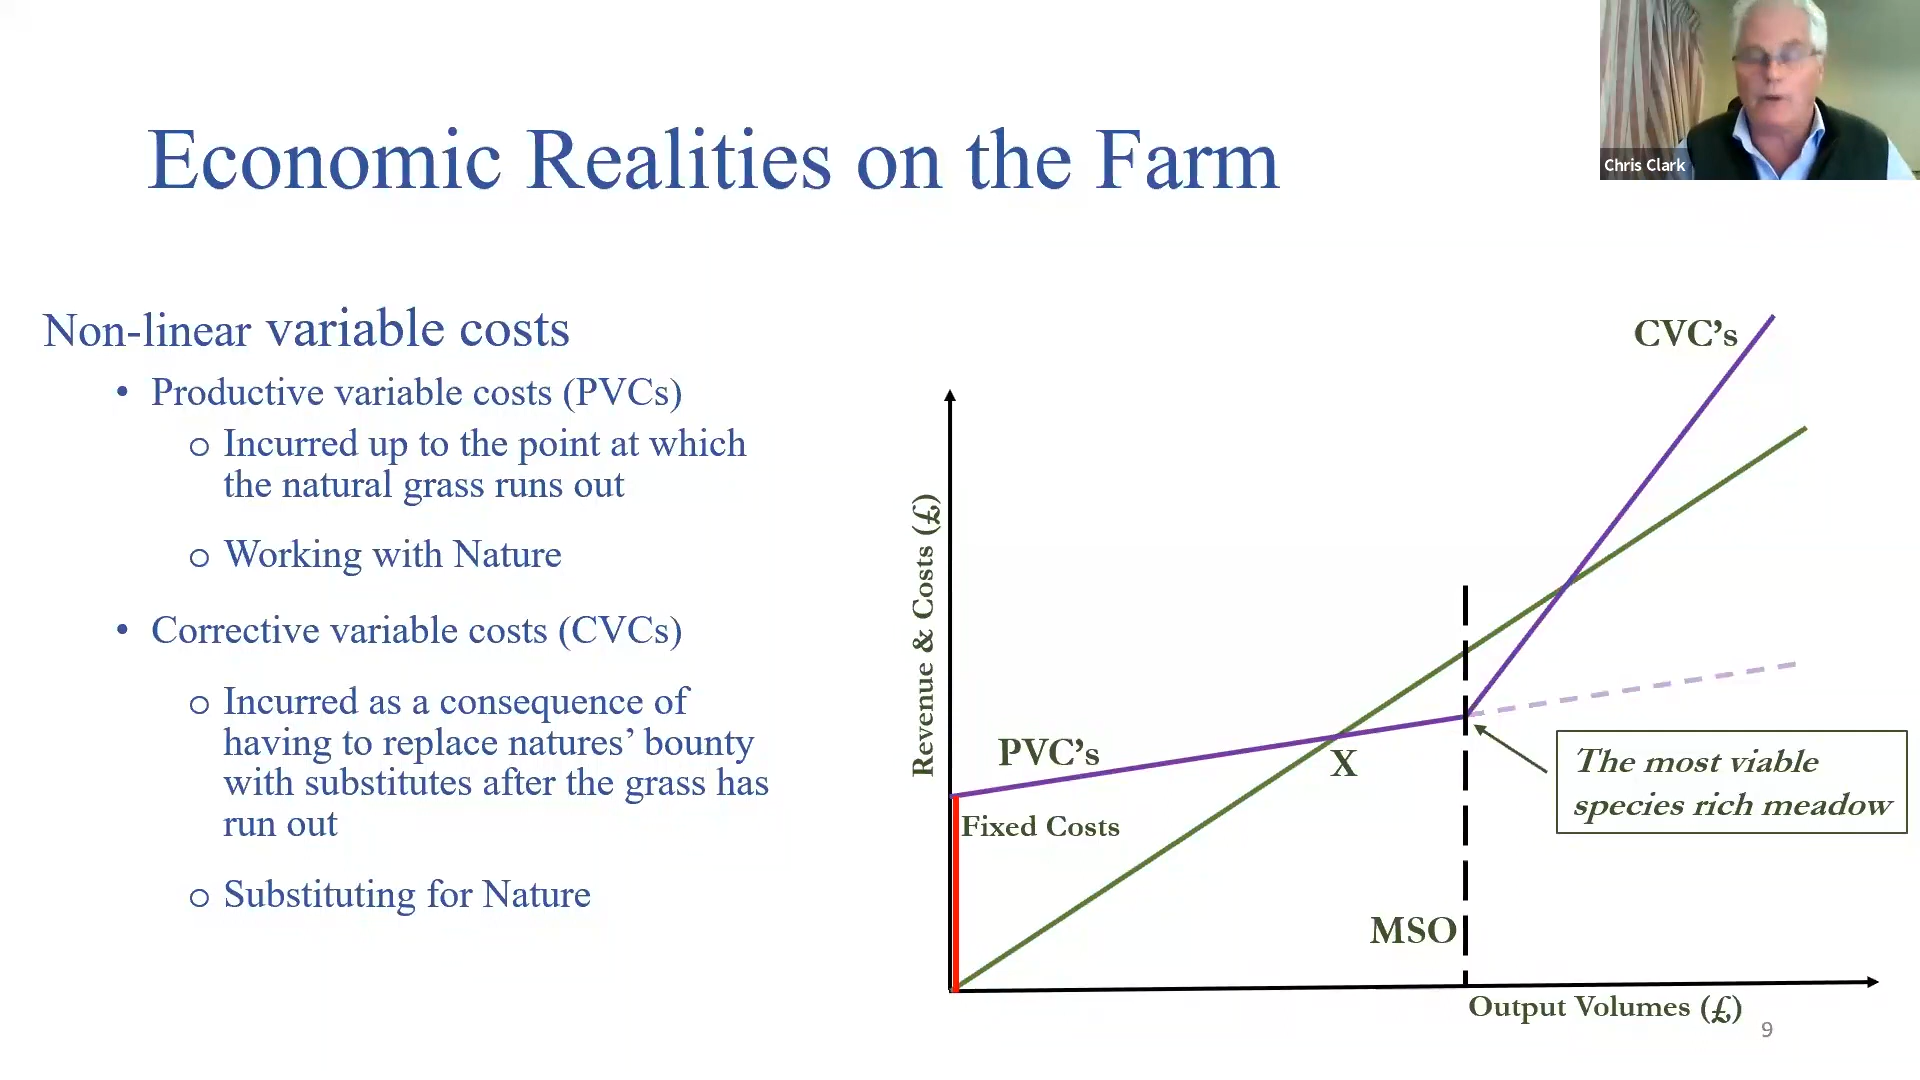 Chris Clark
Economic Realities on the Farm
Non-linear variable costs
• Productive variable costs (PVCs)
o Incurred up to the point at which
the natural grass runs out
o Working with Nature
• Corrective variable costs (CVCs)
o Incurred as a consequence of
having to replace natures’ bounty
with substitutes after the grass has
run out
o Substituting for Nature
CVC’s
Revenue & Costs (£)
PVC’s
X
The most viable
species rich meadow
Fixed Costs
MSO
Output Volumes (£)
9